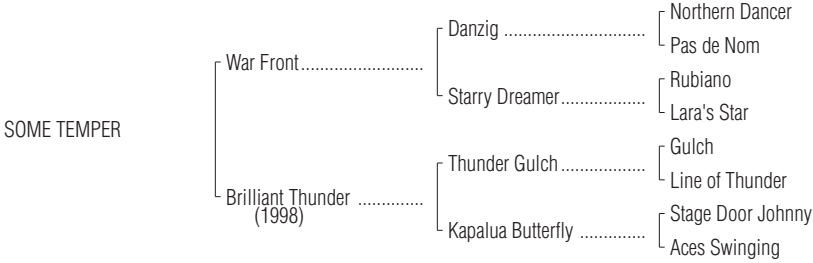 Northern Dancer
Danzig ..............................
Pas de Nom
War Front..........................
Rubiano
Starry Dreamer..................
Lara's Star
SOME TEMPER
Gulch
Thunder Gulch..................
Line of Thunder
Brilliant Thunder ..............
(1998)
Stage Door Johnny
Kapalua Butterfly ..............
Aces Swinging